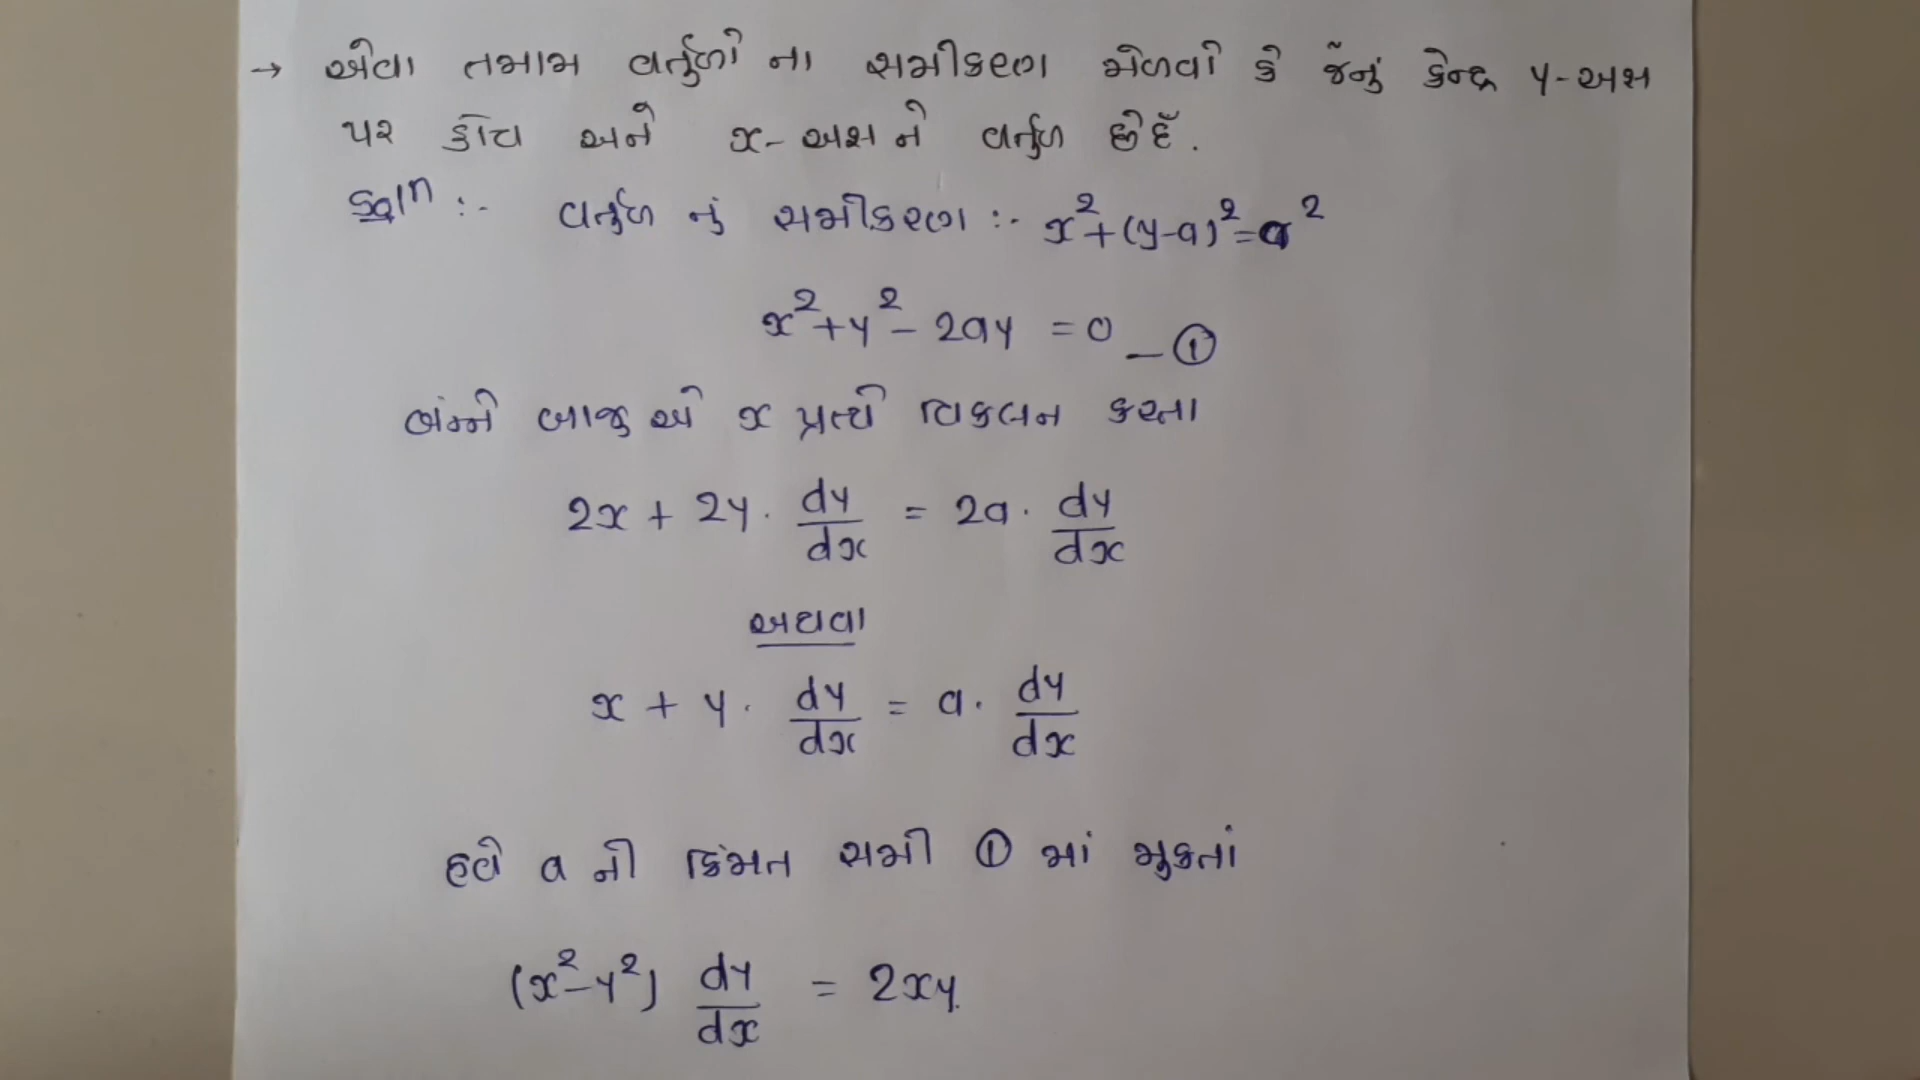 → એવા તમામ વર્તુળો ના સમીકરણ મેળવો કે જેનું કેન્દ્ર y-અક્ષ
પર હોય અને x-અક્ષ ને વર્તુળ છેદે.
Solⁿ :- વર્તુળ નું સમીકરણ :- x²+(y-a)²=a²
x²+y²-2ay = 0 — ①
બંન્ને બાજુ એ x પ્રત્યે વિકલન કરતા
2x + 2y · dy/dx = 2a · dy/dx
અથવા
x + y · dy/dx = a · dy/dx
હવે a ની કિંમત સમી ① માં મુકતાં
(x²-y²) dy/dx = 2xy